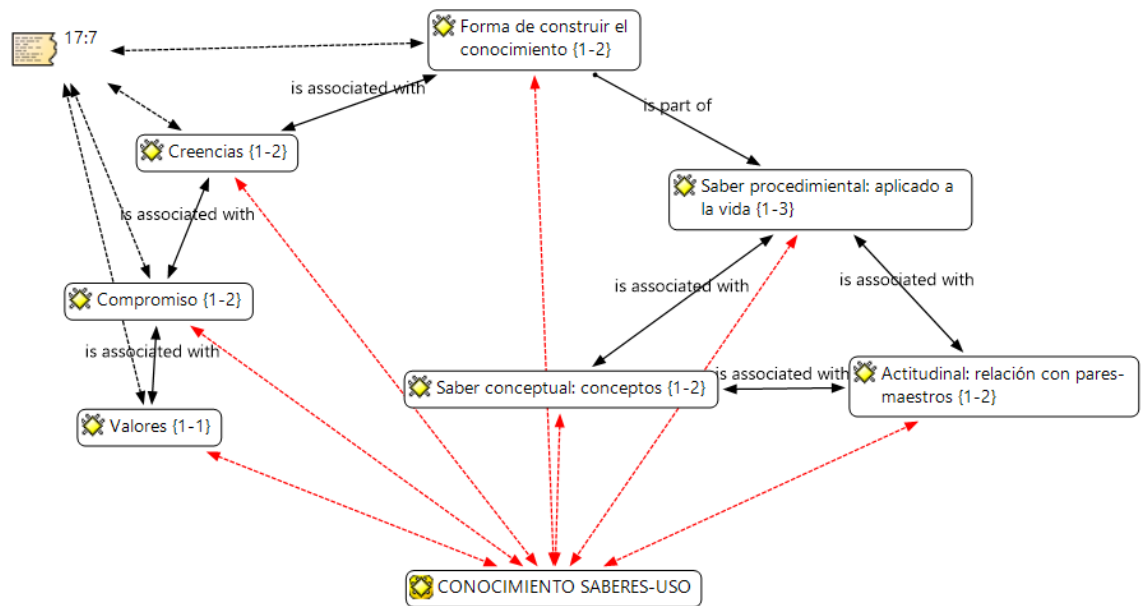 17:7
Forma de construir el
conocimiento {1-2}
is associated with
is part of
Creencias {1-2}
Saber procedimiental: aplicado a
la vida {1-3}
is associated with
is associated with
is associated with
Compromiso {1-2}
is associated with
is associated with
Saber conceptual: conceptos {1-2}
Actitudinal: relación con pares-
maestros {1-2}
Valores {1-1}
CONOCIMIENTO SABERES-USO